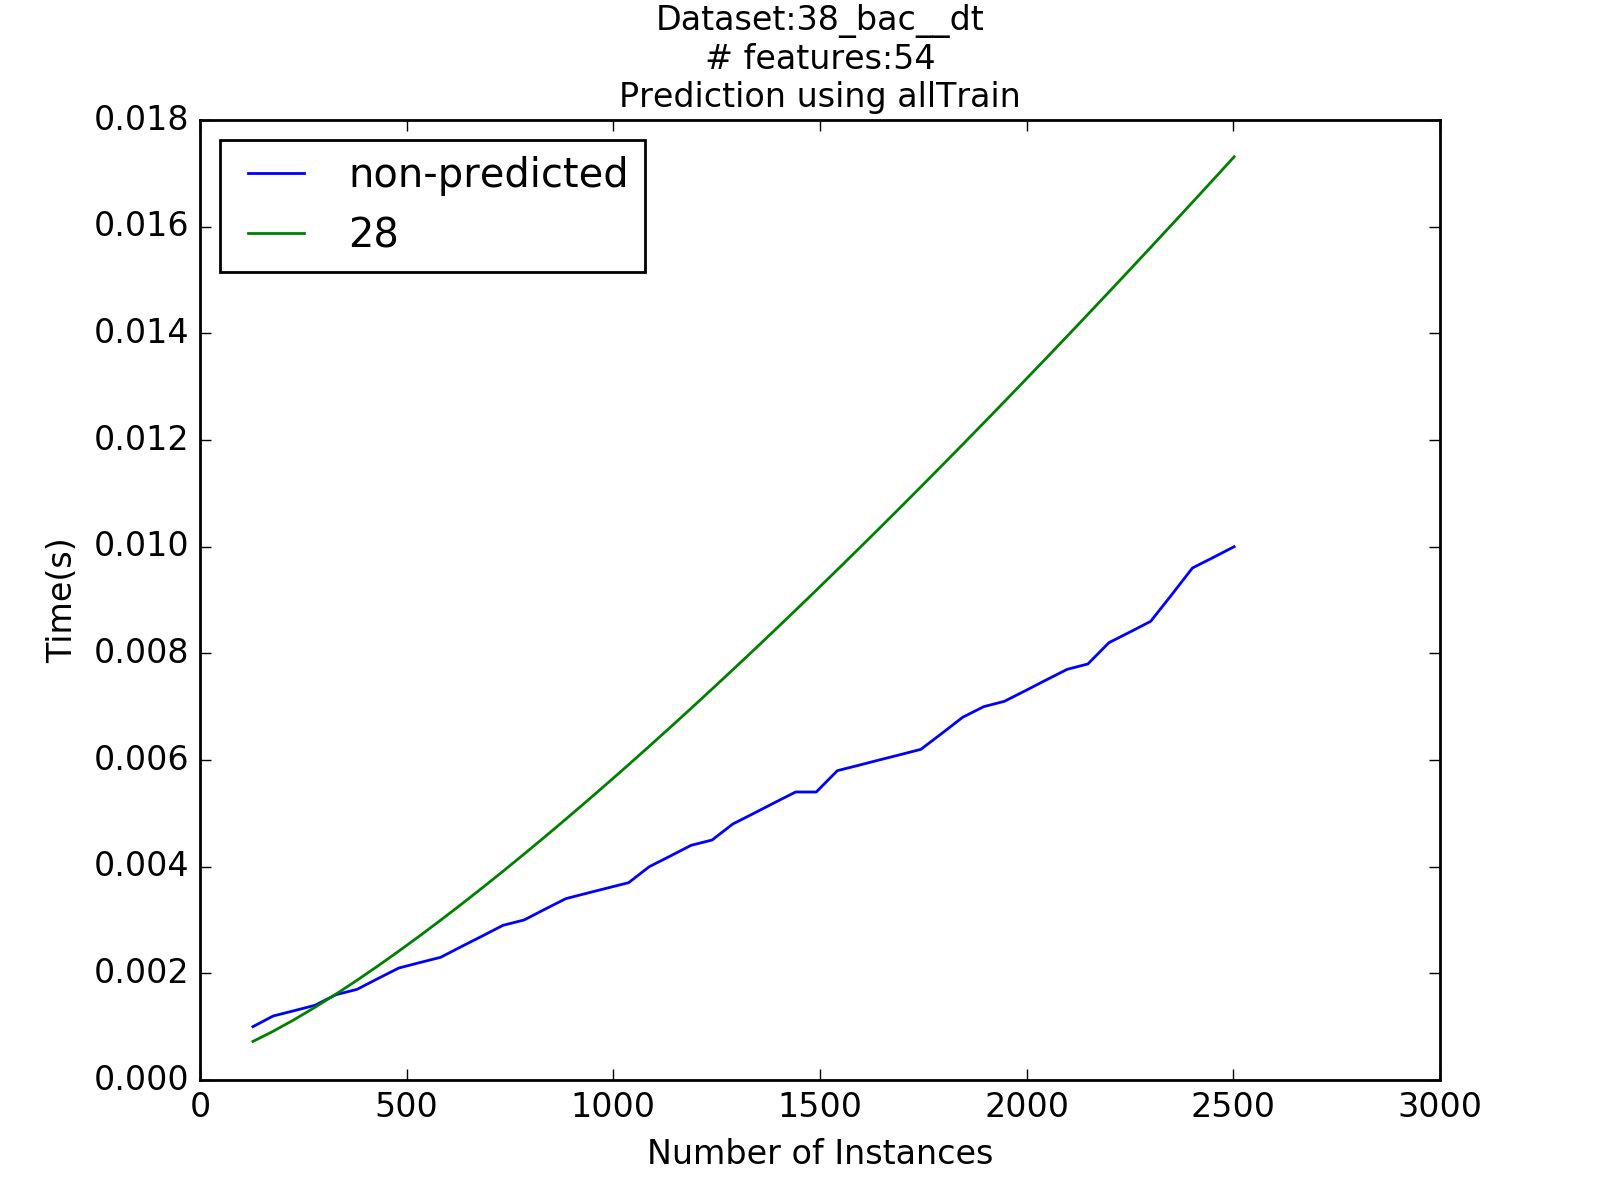 Dataset:38_bac__dt
# features:54
Prediction using allTrain
non-predicted
28
0.018
0.016
0.014
0.012
0.010
0.008
0.006
0.004
0.002
0.000
Time(s)
0 500 1000 1500 2000 2500 3000
Number of Instances